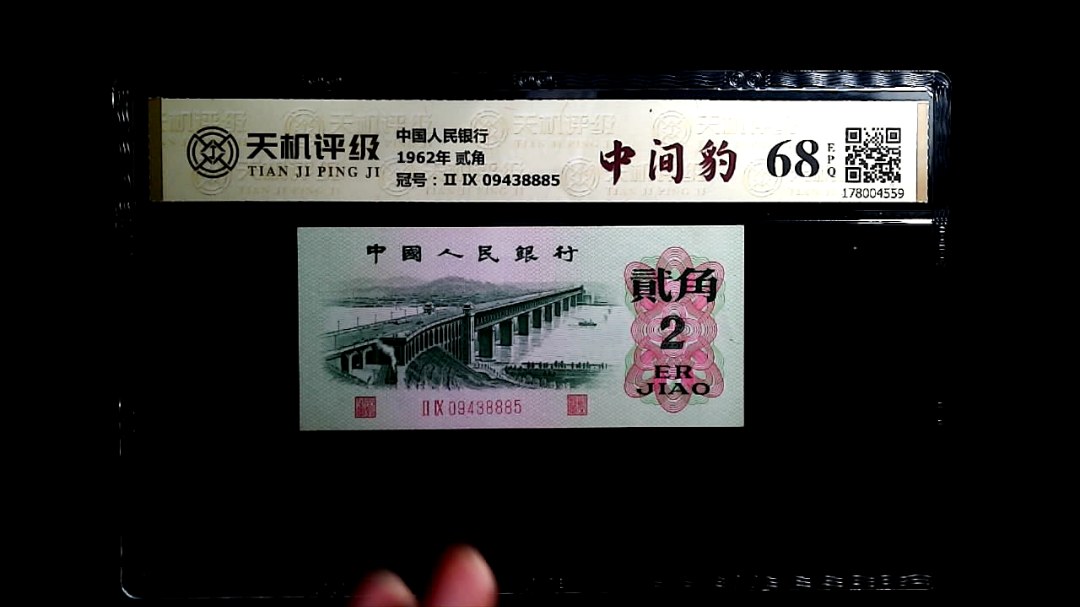 天机评级
TIAN JI PING JI
中国人民银行
1962年 贰角
冠号：Ⅱ Ⅸ 09438885
中间豹
68
EPQ
178004559
中國人民銀行
貳角
2
ER
JIAO
Ⅱ Ⅸ 09438885